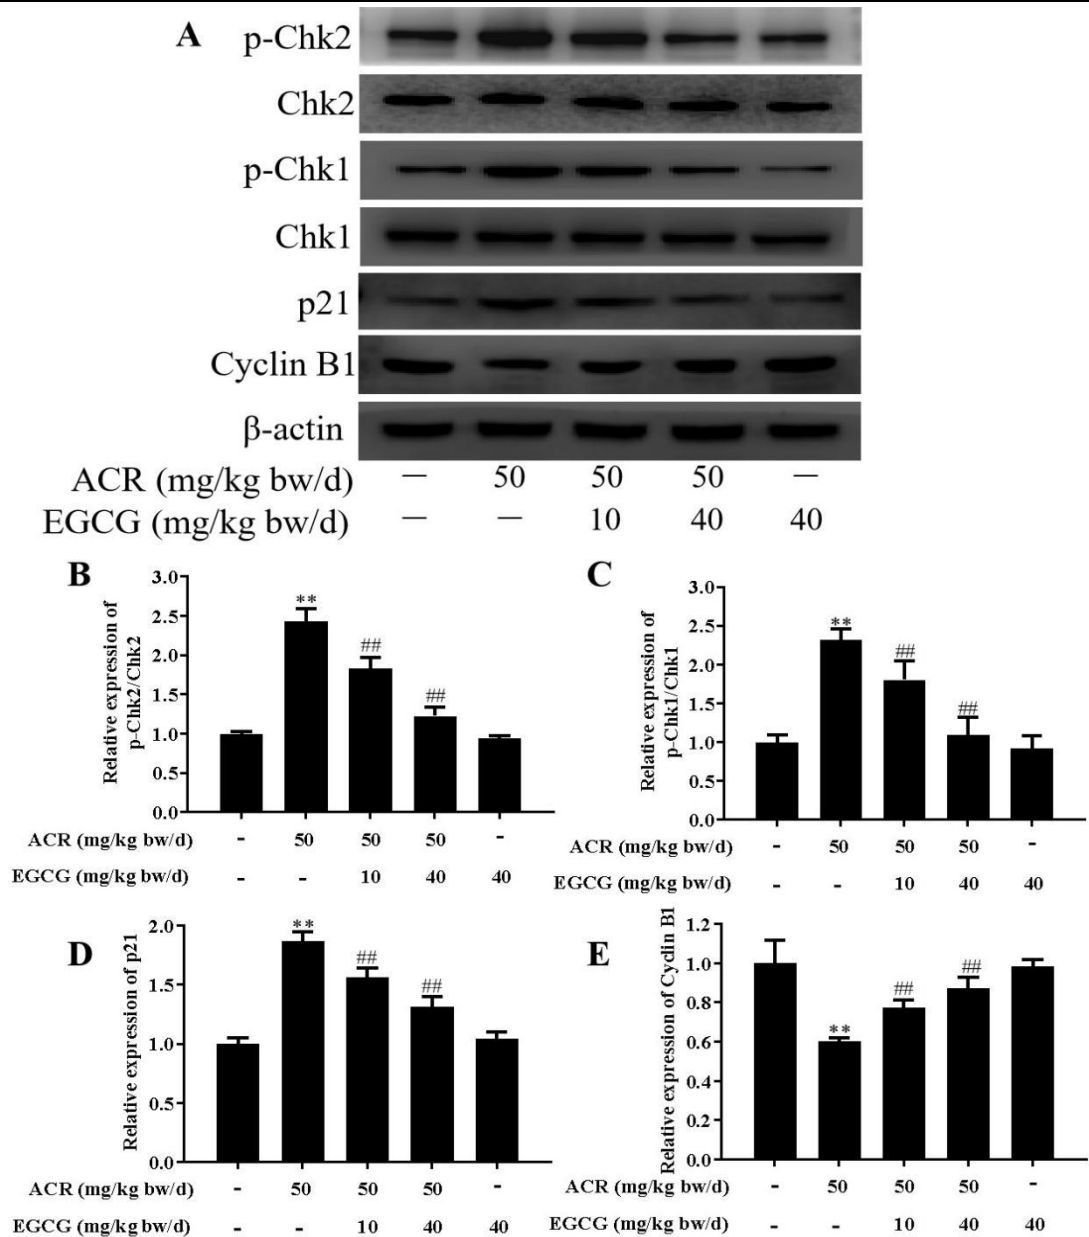 A
p-Chk2
Chk2
p-Chk1
Chk1
p21
Cyclin B1
β-actin
ACR (mg/kg bw/d) — 50 50 50 —
EGCG (mg/kg bw/d) — — 10 40 40
B
Relative expression of
p-Chk2/Chk2
3.0
2.5
2.0
1.5
1.0
0.5
0.0
**
##
##
ACR (mg/kg bw/d) - 50 50 50 -
EGCG (mg/kg bw/d) - - 10 40 40
C
Relative expression of
p-Chk1/Chk1
3.0
2.5
2.0
1.5
1.0
0.5
0.0
**
##
##
ACR (mg/kg bw/d) - 50 50 50 -
EGCG (mg/kg bw/d) - - 10 40 40
D
Relative expression of p21
2.0
1.5
1.0
0.5
0.0
**
##
##
ACR (mg/kg bw/d) - 50 50 50 -
EGCG (mg/kg bw/d) - - 10 40 40
E
Relative expression of Cyclin B1
1.2
1.0
0.8
0.6
0.4
0.2
0.0
**
##
##
ACR (mg/kg bw/d) - 50 50 50 -
EGCG (mg/kg bw/d) - - 10 40 40